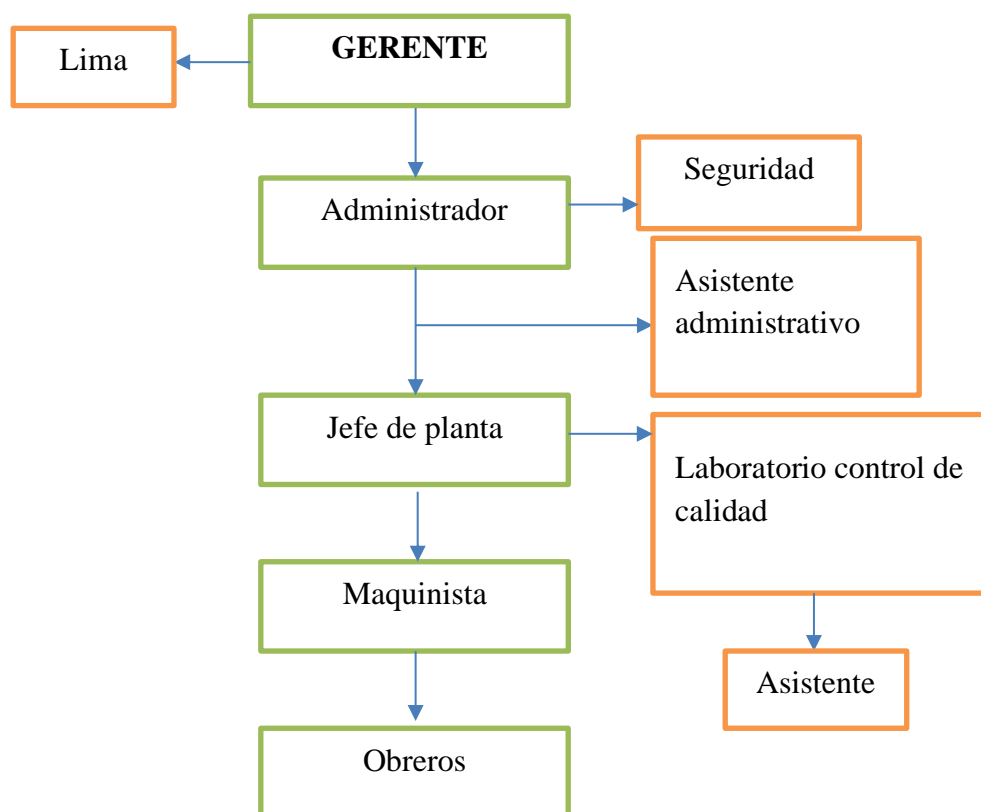 Lima
GERENTE
Seguridad
Administrador
Asistente
administrativo
Jefe de planta
Laboratorio control de
calidad
Maquinista
Asistente
Obreros